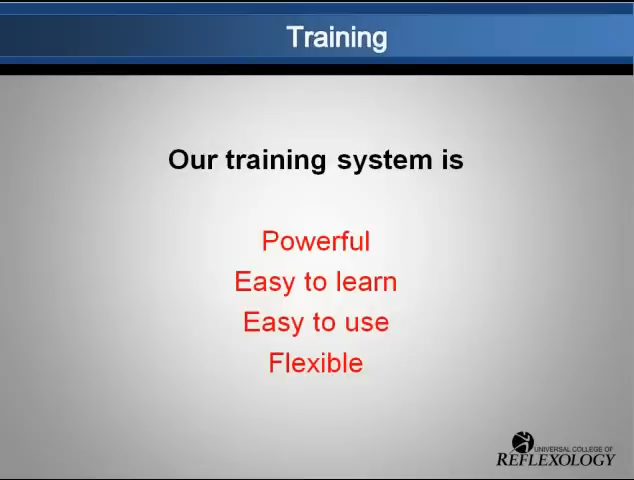 Training
Our training system is
Powerful
Easy to learn
Easy to use
Flexible
UNIVERSAL COLLEGE OF
REFLEXOLOGY